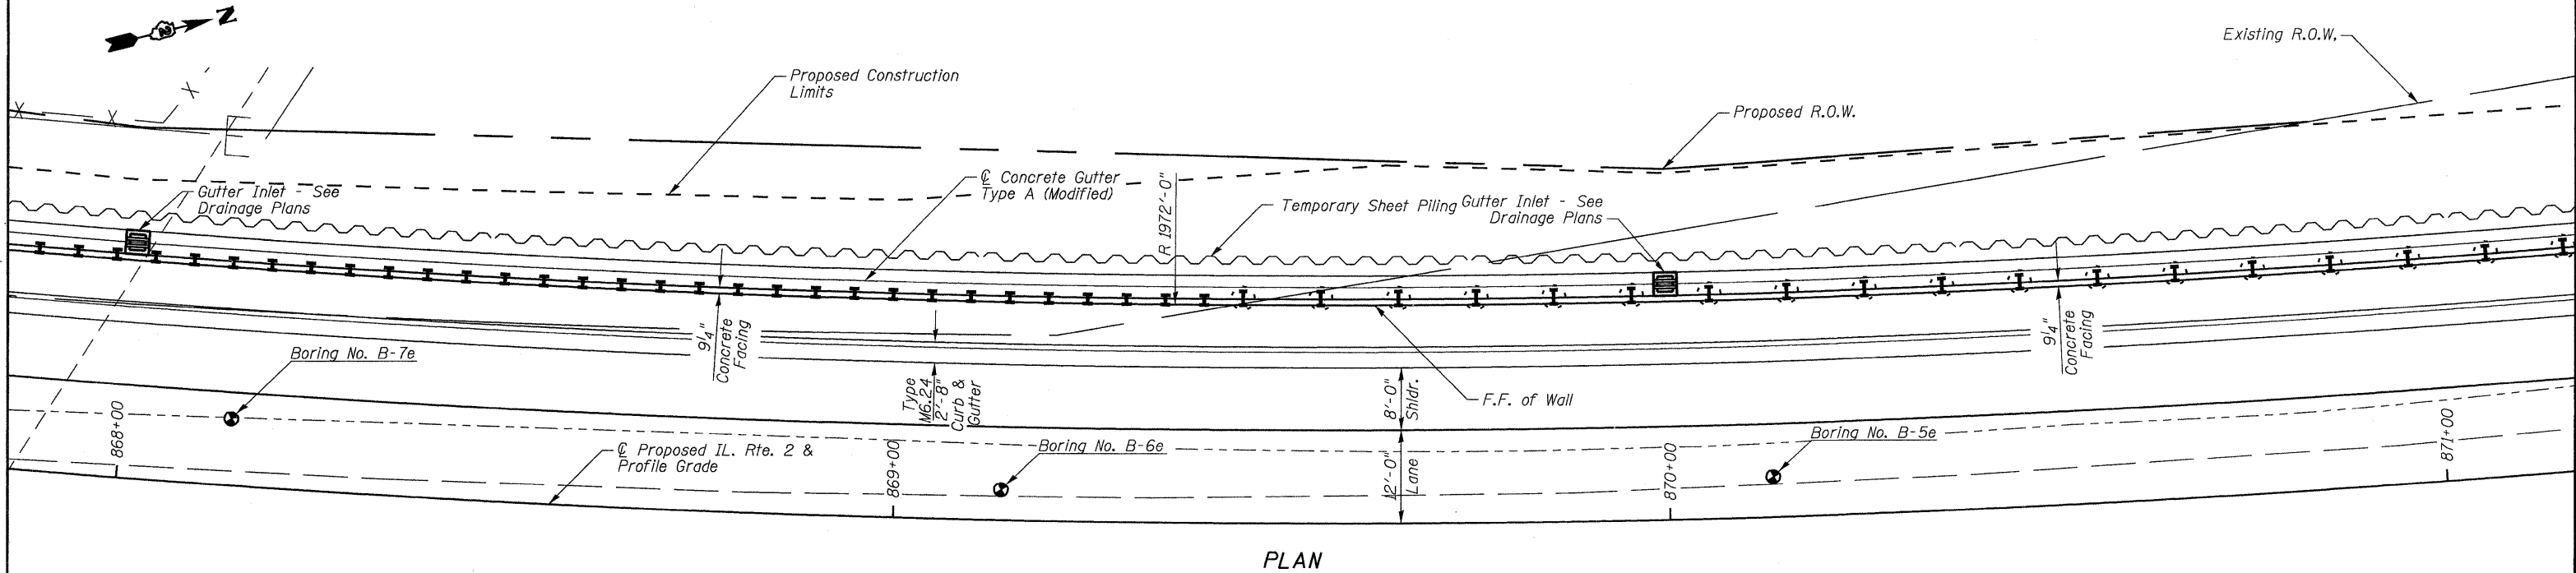 N
Existing R.O.W.
Proposed Construction
Limits
Proposed R.O.W.
X
X
X
E
Gutter Inlet - See
Drainage Plans
℄ Concrete Gutter
Type A (Modified)
R 1972'-0"
Temporary Sheet Piling
Gutter Inlet - See
Drainage Plans
9¼"
Concrete
Facing
9¼"
Concrete
Facing
Boring No. B-7e
Type
M6.24
2'-8"
Curb &
Gutter
8'-0"
Shldr.
F.F. of Wall
868+00
℄ Proposed IL. Rte. 2 &
Profile Grade
869+00
Boring No. B-6e
12'-0"
Lane
870+00
Boring No. B-5e
871+00
PLAN